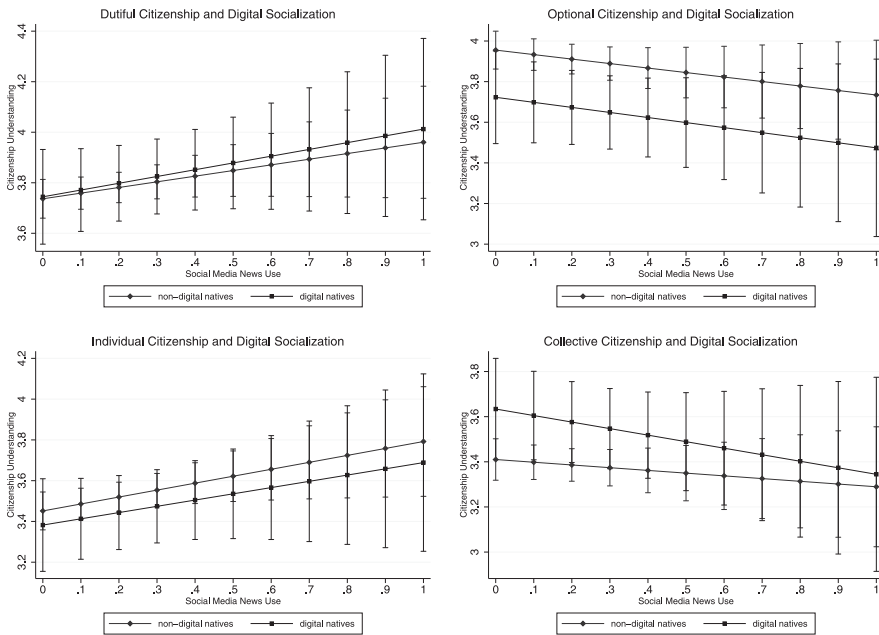 Dutiful Citizenship and Digital Socialization
Citizenship Understanding
4.4
4.2
4
3.8
3.6
0 .1 .2 .3 .4 .5 .6 .7 .8 .9 1
Social Media News Use
non-digital natives digital natives
Optional Citizenship and Digital Socialization
Citizenship Understanding
4
3.8
3.6
3.4
3.2
3
0 .1 .2 .3 .4 .5 .6 .7 .8 .9 1
Social Media News Use
non-digital natives digital natives
Individual Citizenship and Digital Socialization
Citizenship Understanding
4.2
4
3.8
3.6
3.4
3.2
0 .1 .2 .3 .4 .5 .6 .7 .8 .9 1
Social Media News Use
non-digital natives digital natives
Collective Citizenship and Digital Socialization
Citizenship Understanding
3.8
3.6
3.4
3.2
3
0 .1 .2 .3 .4 .5 .6 .7 .8 .9 1
Social Media News Use
non-digital natives digital natives